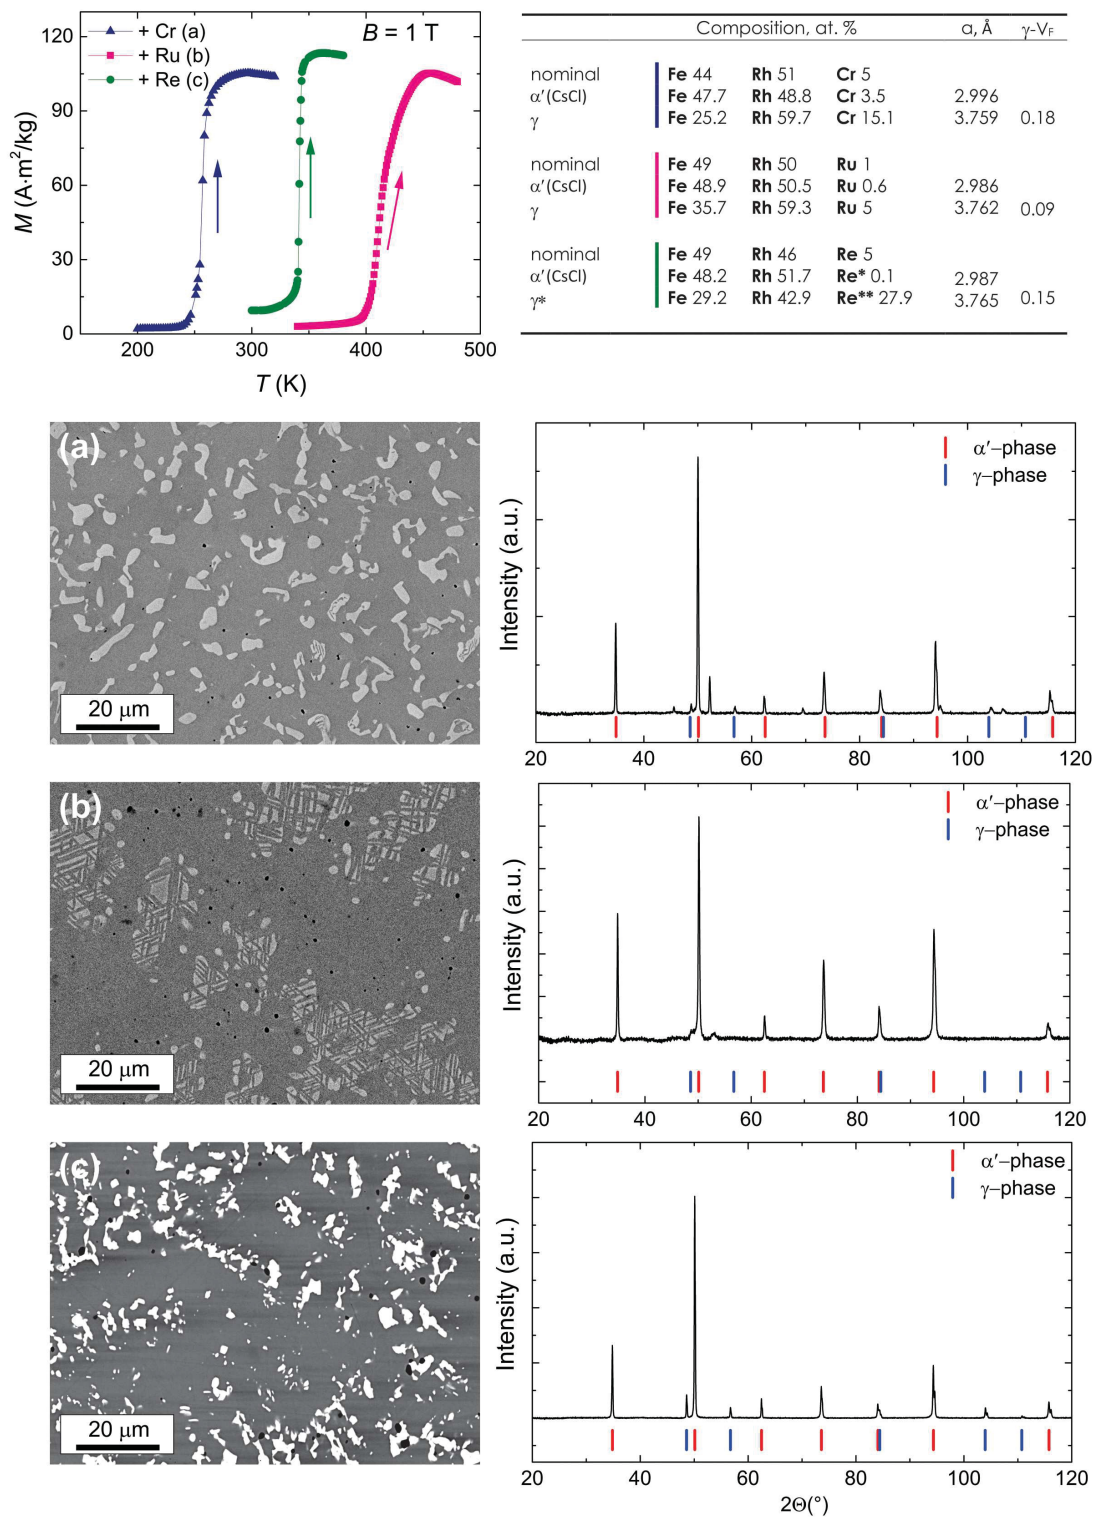 + Cr (a)
+ Ru (b)
+ Re (c)
B = 1 T
120
90
60
30
0
M (A·m²/kg)
200
300
400
500
T (K)
Composition, at. %
a, Å
γ-VF
nominal
Fe 44
Rh 51
Cr 5
α′(CsCl)
Fe 47.7
Rh 48.8
Cr 3.5
2.996
γ
Fe 25.2
Rh 59.7
Cr 15.1
3.759
0.18
nominal
Fe 49
Rh 50
Ru 1
α′(CsCl)
Fe 48.9
Rh 50.5
Ru 0.6
2.986
γ
Fe 35.7
Rh 59.3
Ru 5
3.762
0.09
nominal
Fe 49
Rh 46
Re 5
α′(CsCl)
Fe 48.2
Rh 51.7
Re* 0.1
2.987
γ*
Fe 29.2
Rh 42.9
Re** 27.9
3.765
0.15
(a)
20 μm
Intensity (a.u.)
α′–phase
γ–phase
20
40
60
80
100
120
(b)
20 μm
Intensity (a.u.)
α′–phase
γ–phase
20
40
60
80
100
120
(c)
20 μm
Intensity (a.u.)
α′–phase
γ–phase
20
40
60
80
100
120
2Θ(°)